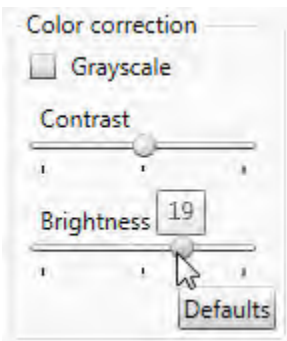 Color correction
Grayscale
Contrast
Brightness 19
Defaults